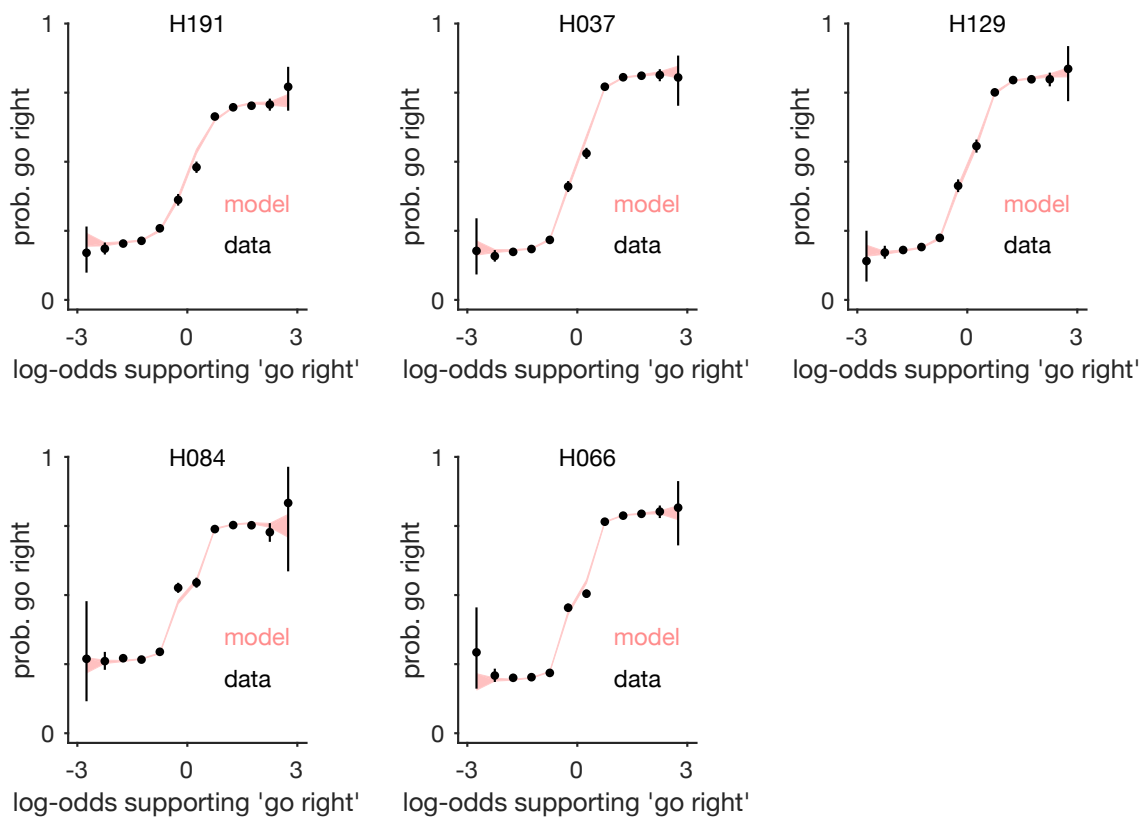 H191
1
prob. go right
model
data
0
-3 0 3
log-odds supporting 'go right'
H037
1
prob. go right
model
data
0
-3 0 3
log-odds supporting 'go right'
H129
1
prob. go right
model
data
0
-3 0 3
log-odds supporting 'go right'
H084
1
prob. go right
model
data
0
-3 0 3
log-odds supporting 'go right'
H066
1
prob. go right
model
data
0
-3 0 3
log-odds supporting 'go right'